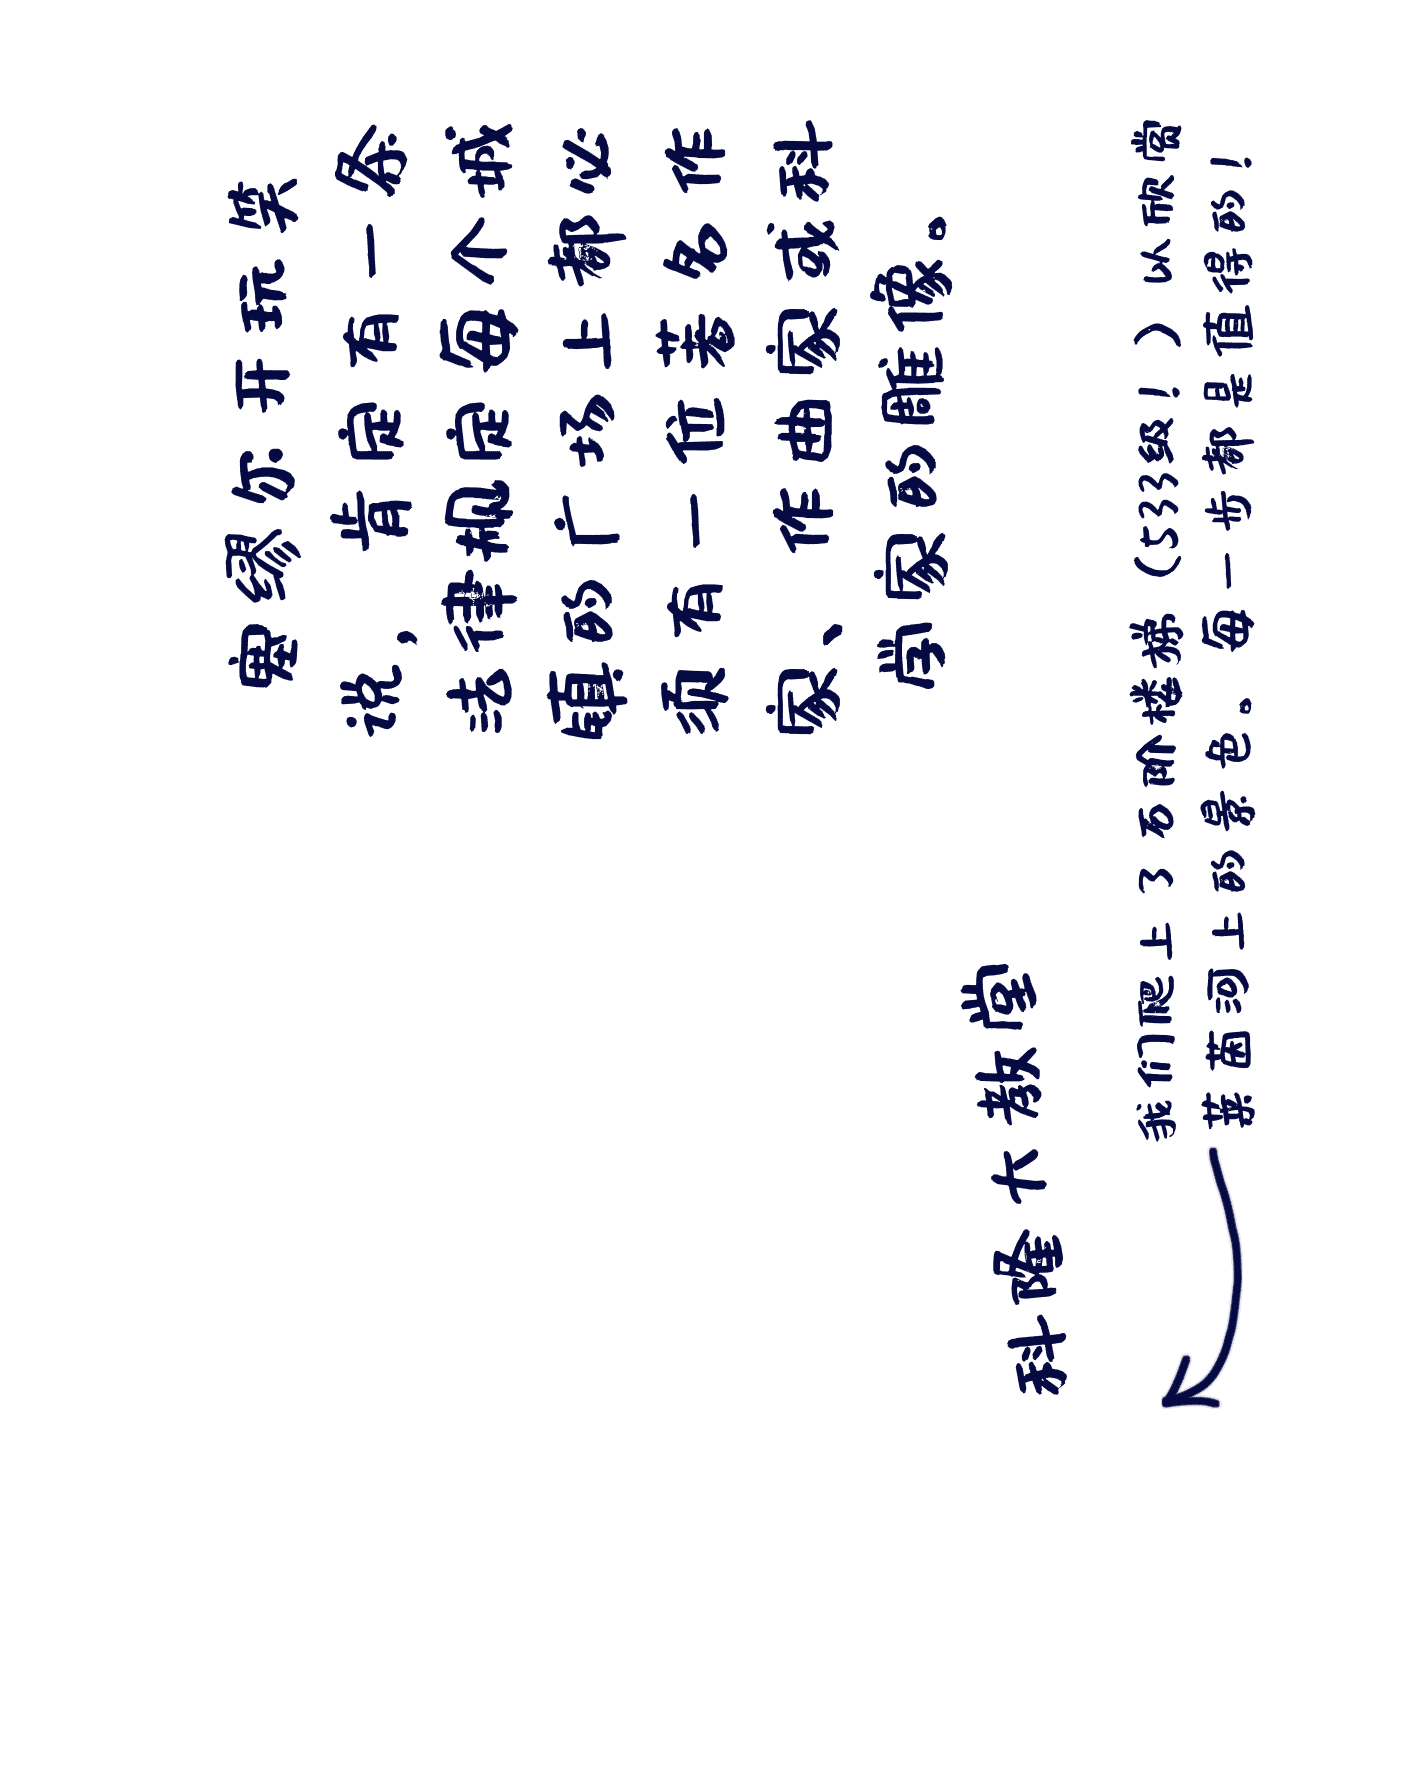 塞缪尔开玩笑
说，肯定有一条
法律规定每个城
镇的广场上都必
须有一位著名作
家、作曲家或科
学家的雕像。
科隆大教堂
我们爬上了石阶楼梯（533级！）以欣赏
莱茵河上的景色。每一步都是值得的！